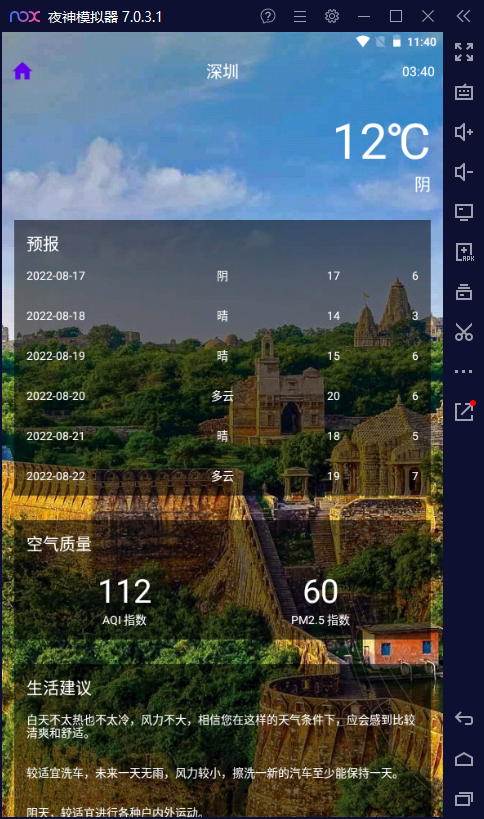 nox 夜神模拟器 7.0.3.1
11:40
深圳 03:40
12℃
阴
预报
2022-08-17 阴 17 6
2022-08-18 晴 14 3
2022-08-19 晴 15 6
2022-08-20 多云 20 6
2022-08-21 晴 18 5
2022-08-22 多云 19 7
空气质量
112 60
AQI 指数 PM2.5 指数
生活建议
白天不太热也不太冷，风力不大，相信您在这样的天气条件下，应会感到比较
清爽和舒适。
较适宜洗车，未来一天无雨，风力较小，擦洗一新的汽车至少能保持一天。
阴天，较适宜进行各种户内外运动。